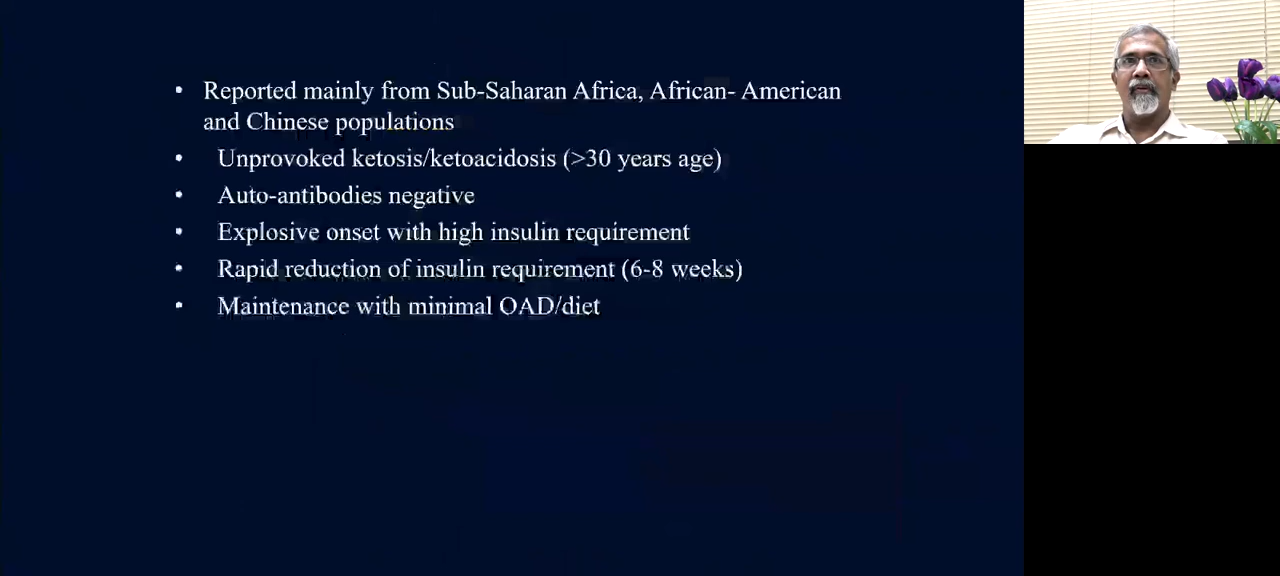 • Reported mainly from Sub-Saharan Africa, African- American
and Chinese populations
• Unprovoked ketosis/ketoacidosis (>30 years age)
• Auto-antibodies negative
• Explosive onset with high insulin requirement
• Rapid reduction of insulin requirement (6-8 weeks)
• Maintenance with minimal OAD/diet